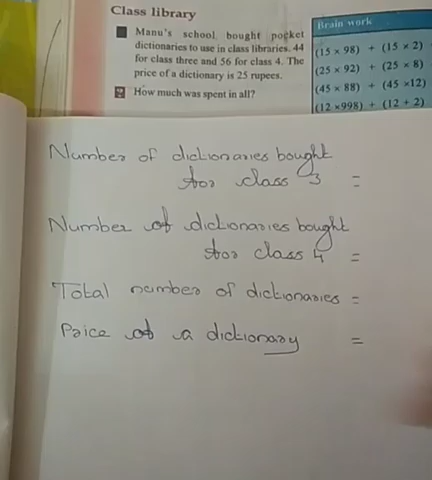 Class library
Manu's school bought pocket
dictionaries to use in class libraries. 44
for class three and 56 for class 4. The
price of a dictionary is 25 rupees.
How much was spent in all?
Brain work
(15 × 98) + (15 × 2)
(25 × 92) + (25 × 8)
(45 × 88) + (45 ×12)
(12 ×998) + (12 + 2)
Number of dictionaries bought
for class 3 =
Number of dictionaries bought
for class 4 =
Total number of dictionaries =
Price of a dictionary =